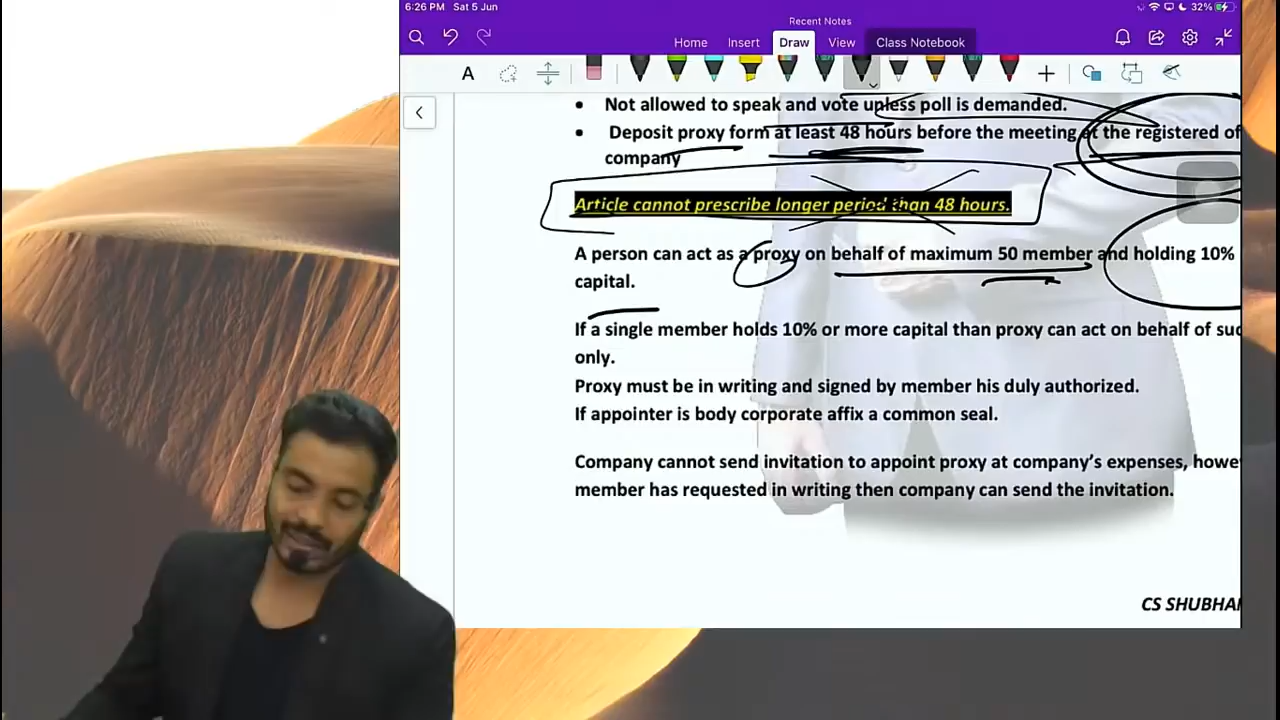 6:26 PM Sat 5 Jun
32%
Recent Notes
Home Insert Draw View Class Notebook
A
• Not allowed to speak and vote unless poll is demanded.
• Deposit proxy form at least 48 hours before the meeting at the registered of
company
Article cannot prescribe longer period than 48 hours.
A person can act as a proxy on behalf of maximum 50 member and holding 10%
capital.
If a single member holds 10% or more capital than proxy can act on behalf of suc
only.
Proxy must be in writing and signed by member his duly authorized.
If appointer is body corporate affix a common seal.
Company cannot send invitation to appoint proxy at company's expenses, howe
member has requested in writing then company can send the invitation.
CS SHUBHA